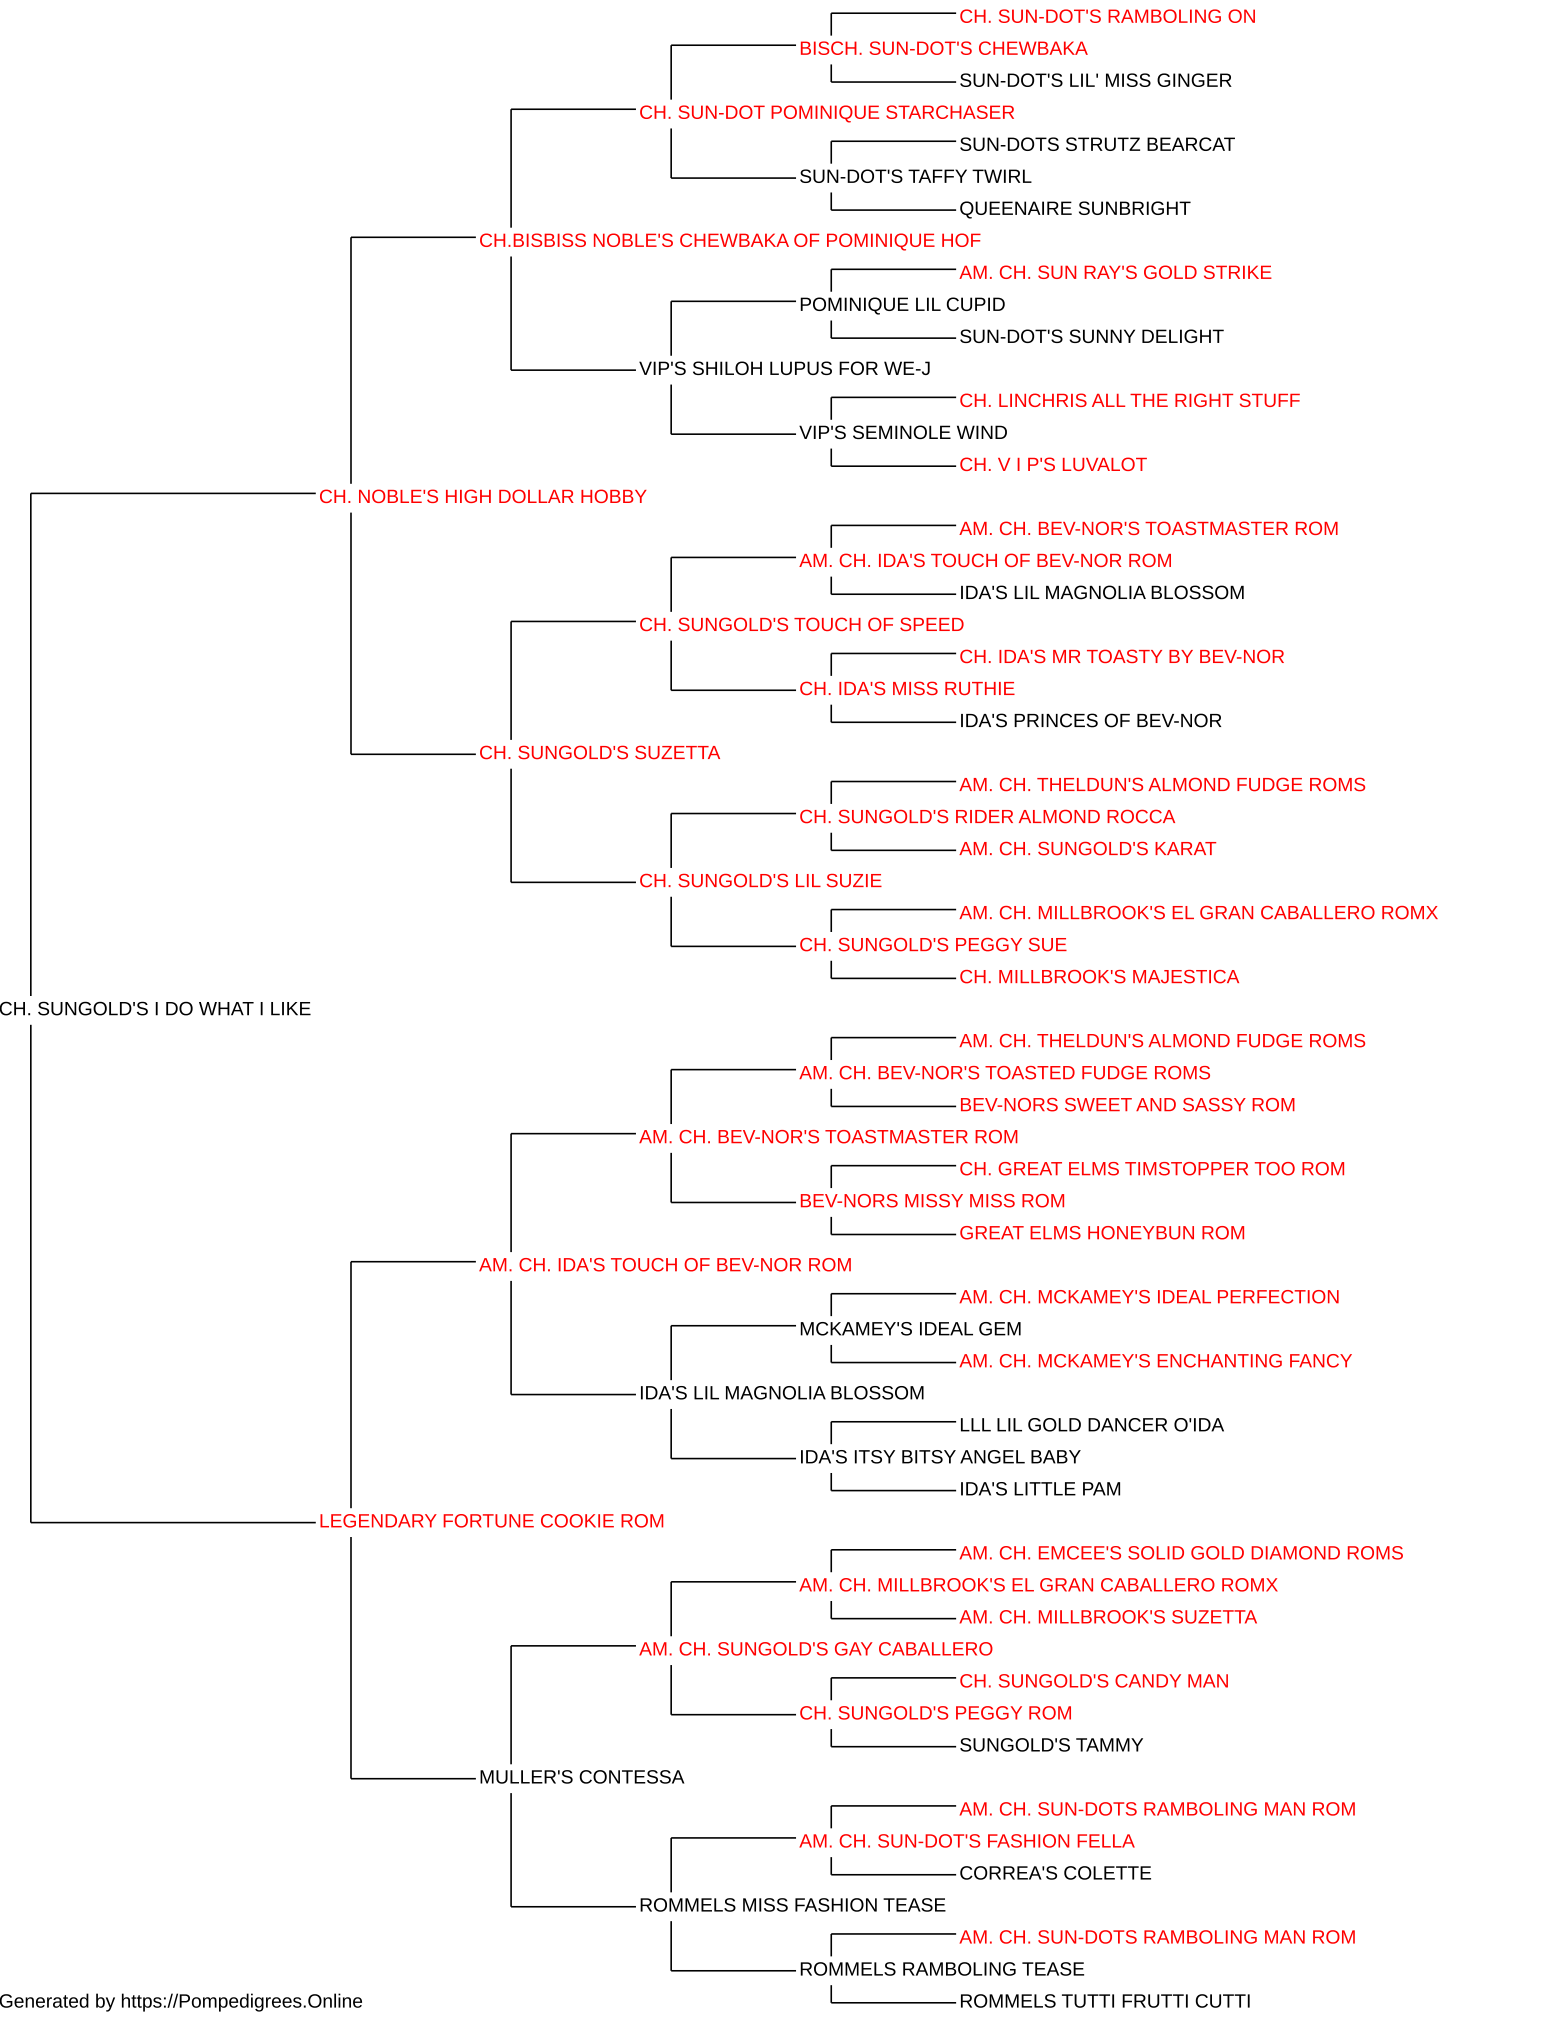 CH. SUN-DOT'S RAMBOLING ON
BISCH. SUN-DOT'S CHEWBAKA
SUN-DOT'S LIL' MISS GINGER
CH. SUN-DOT POMINIQUE STARCHASER
SUN-DOTS STRUTZ BEARCAT
SUN-DOT'S TAFFY TWIRL
QUEENAIRE SUNBRIGHT
CH.BISBISS NOBLE'S CHEWBAKA OF POMINIQUE HOF
AM. CH. SUN RAY'S GOLD STRIKE
POMINIQUE LIL CUPID
SUN-DOT'S SUNNY DELIGHT
VIP'S SHILOH LUPUS FOR WE-J
CH. LINCHRIS ALL THE RIGHT STUFF
VIP'S SEMINOLE WIND
CH. V I P'S LUVALOT
CH. NOBLE'S HIGH DOLLAR HOBBY
AM. CH. BEV-NOR'S TOASTMASTER ROM
AM. CH. IDA'S TOUCH OF BEV-NOR ROM
IDA'S LIL MAGNOLIA BLOSSOM
CH. SUNGOLD'S TOUCH OF SPEED
CH. IDA'S MR TOASTY BY BEV-NOR
CH. IDA'S MISS RUTHIE
IDA'S PRINCES OF BEV-NOR
CH. SUNGOLD'S SUZETTA
AM. CH. THELDUN'S ALMOND FUDGE ROMS
CH. SUNGOLD'S RIDER ALMOND ROCCA
AM. CH. SUNGOLD'S KARAT
CH. SUNGOLD'S LIL SUZIE
AM. CH. MILLBROOK'S EL GRAN CABALLERO ROMX
CH. SUNGOLD'S PEGGY SUE
CH. MILLBROOK'S MAJESTICA
CH. SUNGOLD'S I DO WHAT I LIKE
AM. CH. THELDUN'S ALMOND FUDGE ROMS
AM. CH. BEV-NOR'S TOASTED FUDGE ROMS
BEV-NORS SWEET AND SASSY ROM
AM. CH. BEV-NOR'S TOASTMASTER ROM
CH. GREAT ELMS TIMSTOPPER TOO ROM
BEV-NORS MISSY MISS ROM
GREAT ELMS HONEYBUN ROM
AM. CH. IDA'S TOUCH OF BEV-NOR ROM
AM. CH. MCKAMEY'S IDEAL PERFECTION
MCKAMEY'S IDEAL GEM
AM. CH. MCKAMEY'S ENCHANTING FANCY
IDA'S LIL MAGNOLIA BLOSSOM
LLL LIL GOLD DANCER O'IDA
IDA'S ITSY BITSY ANGEL BABY
IDA'S LITTLE PAM
LEGENDARY FORTUNE COOKIE ROM
AM. CH. EMCEE'S SOLID GOLD DIAMOND ROMS
AM. CH. MILLBROOK'S EL GRAN CABALLERO ROMX
AM. CH. MILLBROOK'S SUZETTA
AM. CH. SUNGOLD'S GAY CABALLERO
CH. SUNGOLD'S CANDY MAN
CH. SUNGOLD'S PEGGY ROM
SUNGOLD'S TAMMY
MULLER'S CONTESSA
AM. CH. SUN-DOTS RAMBOLING MAN ROM
AM. CH. SUN-DOT'S FASHION FELLA
CORREA'S COLETTE
ROMMELS MISS FASHION TEASE
AM. CH. SUN-DOTS RAMBOLING MAN ROM
ROMMELS RAMBOLING TEASE
ROMMELS TUTTI FRUTTI CUTTI
Generated by https://Pompedigrees.Online